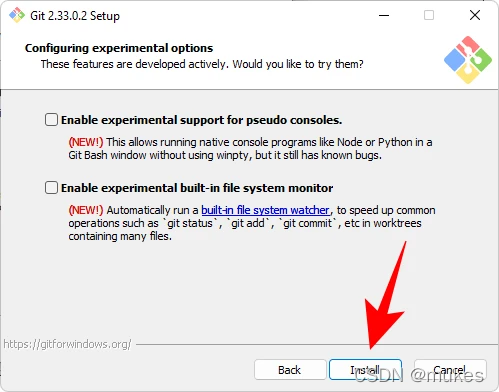 Git 2.33.0.2 Setup
Configuring experimental options
These features are developed actively. Would you like to try them?
Enable experimental support for pseudo consoles.
(NEW!) This allows running native console programs like Node or Python in a
Git Bash window without using winpty, but it still has known bugs.
Enable experimental built-in file system monitor
(NEW!) Automatically run a built-in file system watcher, to speed up common
operations such as `git status`, `git add`, `git commit`, etc in worktrees
containing many files.
https://gitforwindows.org/
Back Install Cancel
CSDN @mukes